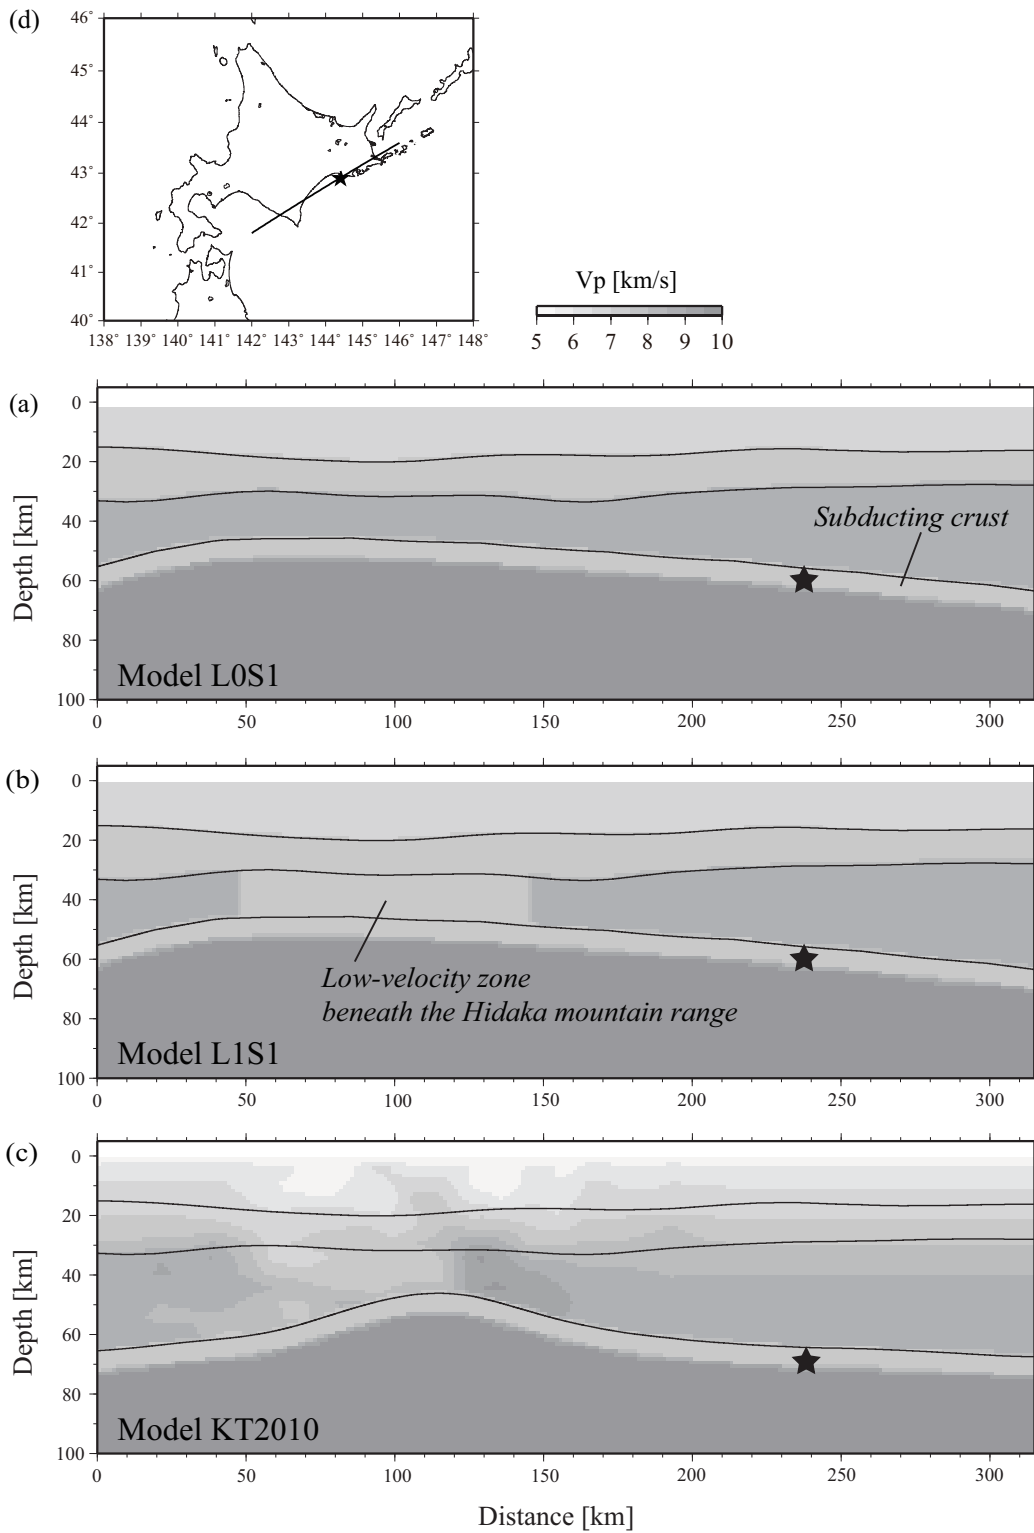 (d)
46°
45°
44°
43°
42°
41°
40°
138° 139° 140° 141° 142° 143° 144° 145° 146° 147° 148°
Vp [km/s]
5 6 7 8 9 10
(a)
0
20
40
60
80
100
Depth [km]
Subducting crust
Model L0S1
0 50 100 150 200 250 300
(b)
0
20
40
60
80
100
Depth [km]
Low-velocity zone
beneath the Hidaka mountain range
Model L1S1
0 50 100 150 200 250 300
(c)
0
20
40
60
80
100
Depth [km]
Model KT2010
0 50 100 150 200 250 300
Distance [km]